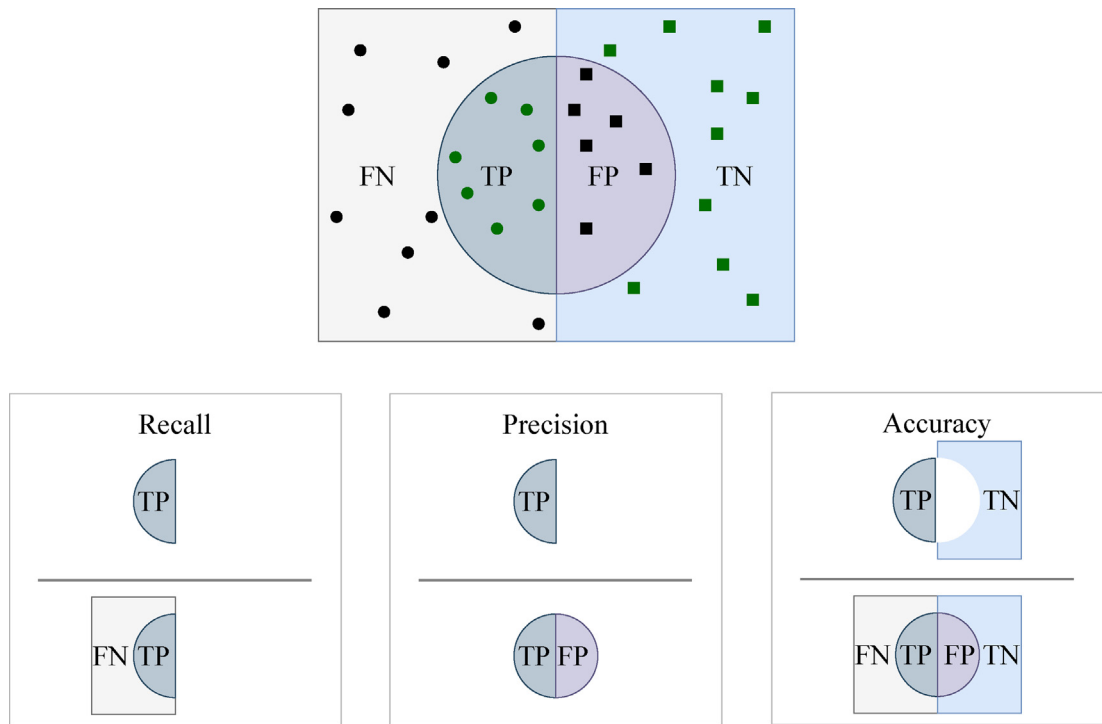 FN TP FP TN
Recall Precision Accuracy
TP TP TP TN
FN TP TP FP FN TP FP TN